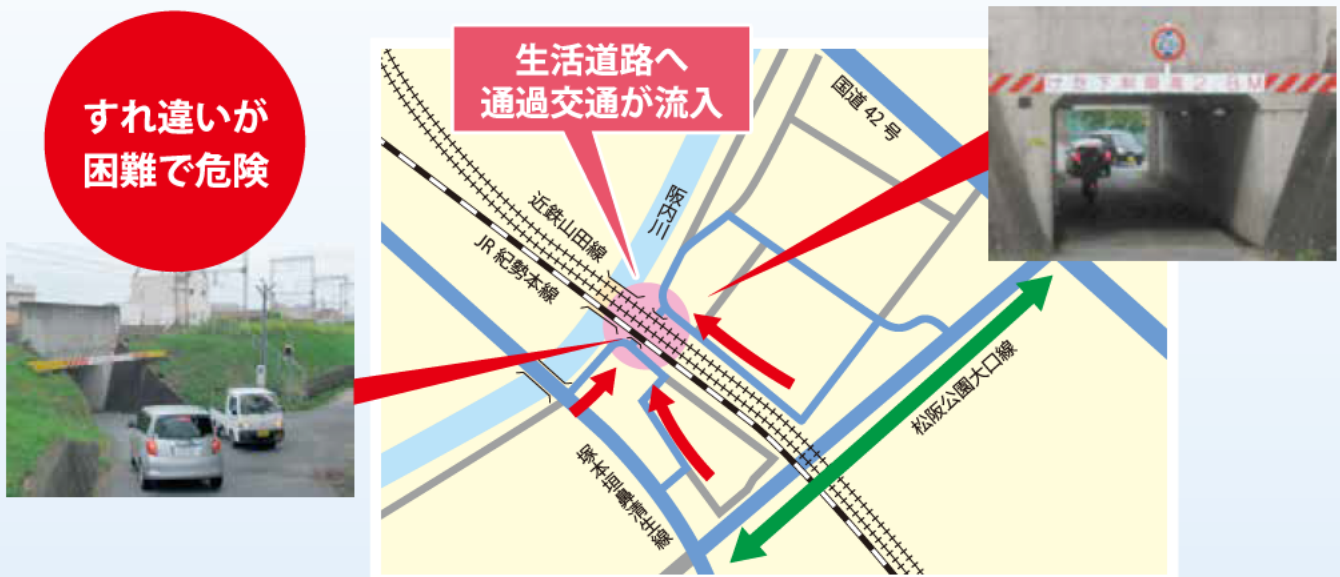 すれ違いが
困難で危険
生活道路へ
通過交通が流入
国道42号
阪内川
近鉄山田線
JR紀勢本線
松阪公園大口線
塚本垣鼻清生線